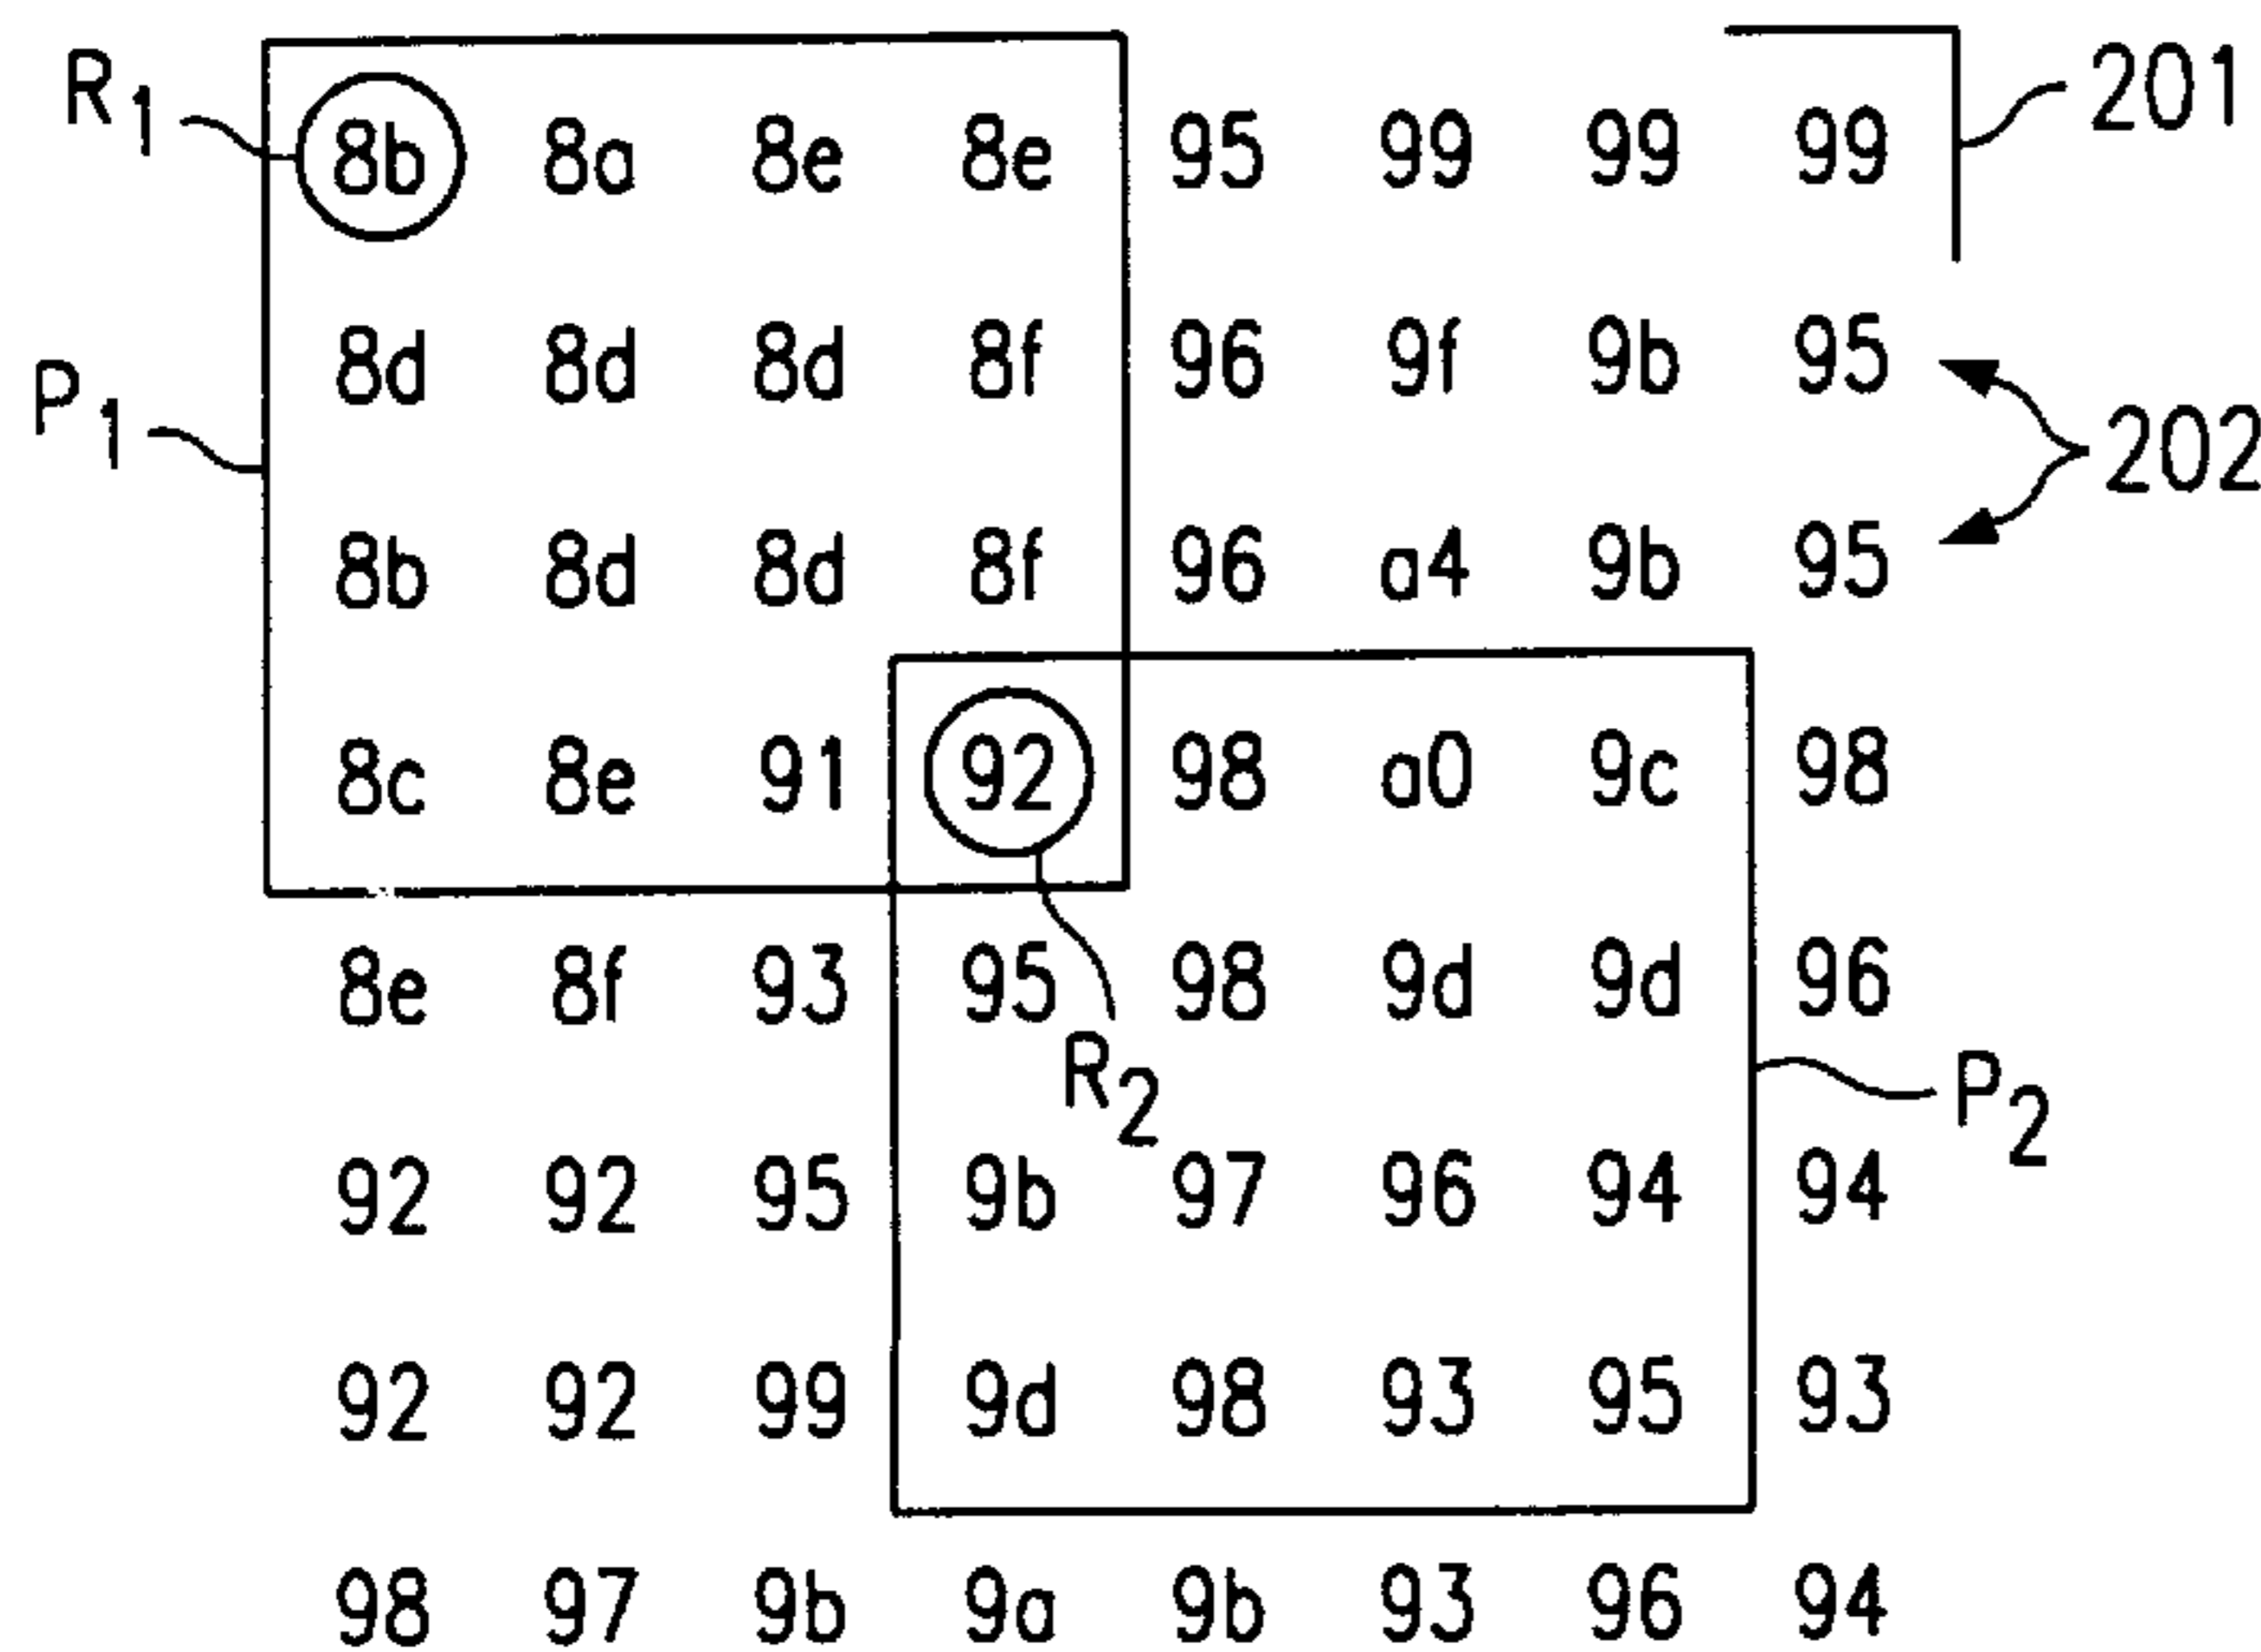 R1 8b 8a 8e 8e 95 99 99 99 201
P1 8d 8d 8d 8f 96 9f 9b 95
202
8b 8d 8d 8f 96 a4 9b 95
8c 8e 91 92 98 a0 9c 98
8e 8f 93 95 98 9d 9d 96
R2 P2
92 92 95 9b 97 96 94 94
92 92 99 9d 98 93 95 93
98 97 9b 9a 9b 93 96 94